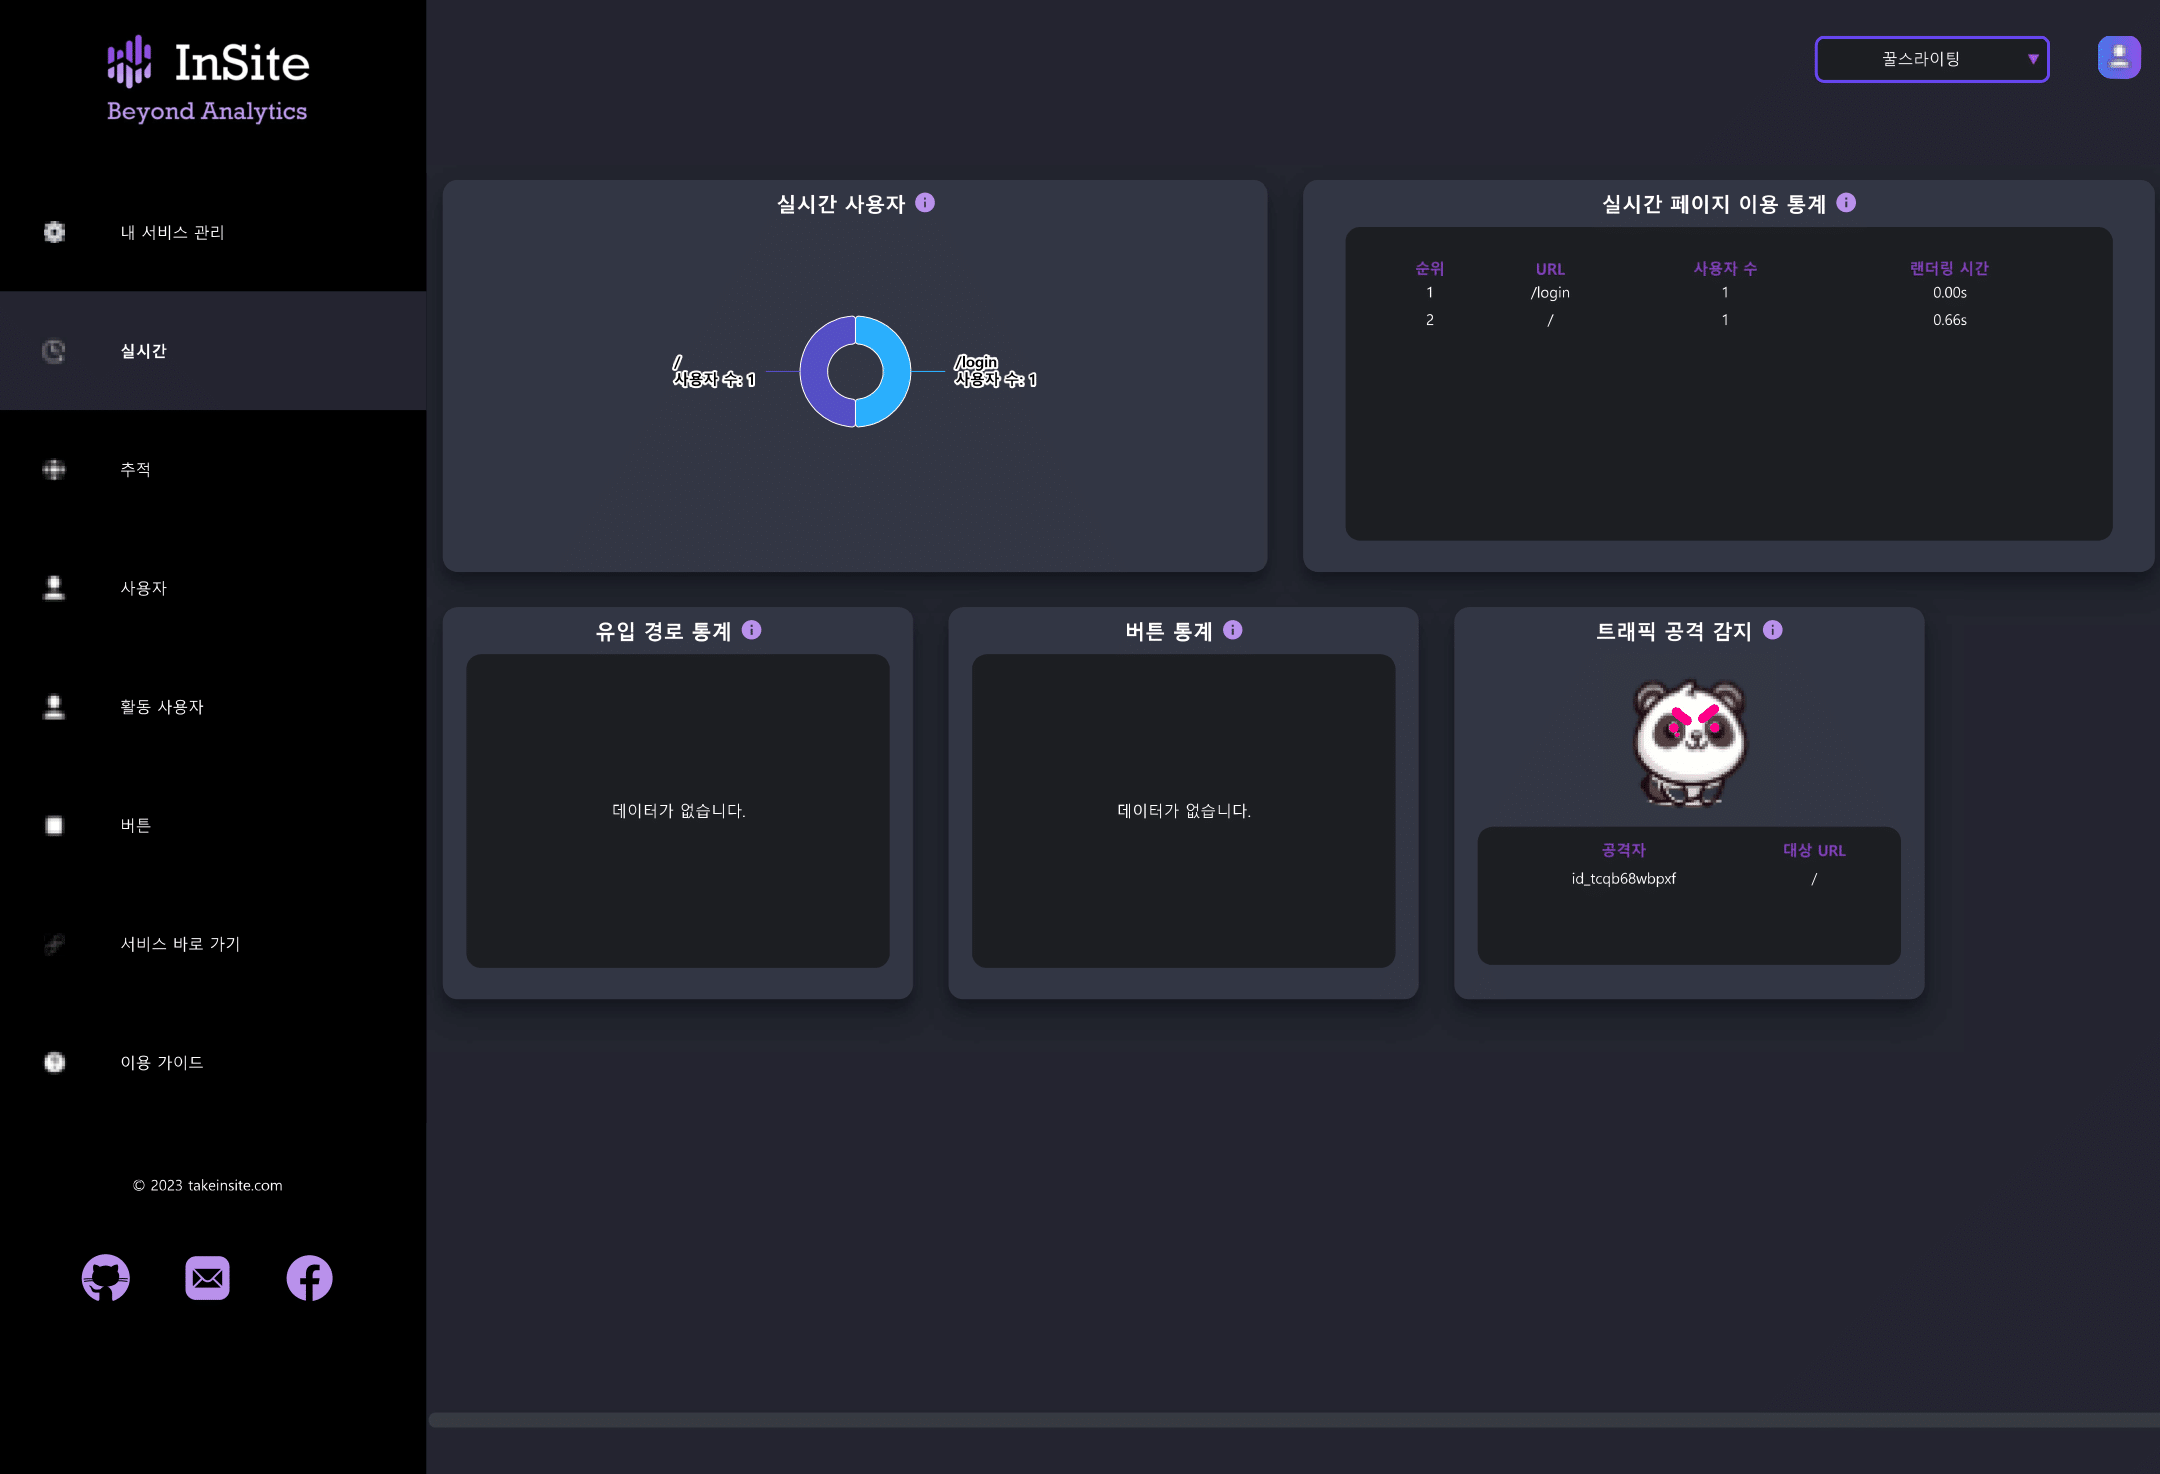 InSite
Beyond Analytics
꿀스라이팅
내 서비스 관리
실시간
추적
사용자
활동 사용자
버튼
서비스 바로 가기
이용 가이드
© 2023 takeinsite.com
실시간 사용자
/
사용자 수: 1
/login
사용자 수: 1
실시간 페이지 이용 통계
순위 URL 사용자 수 랜더링 시간
1 /login 1 0.00s
2 / 1 0.66s
유입 경로 통계
데이터가 없습니다.
버튼 통계
데이터가 없습니다.
트래픽 공격 감지
공격자 대상 URL
id_tcqb68wbpxf /